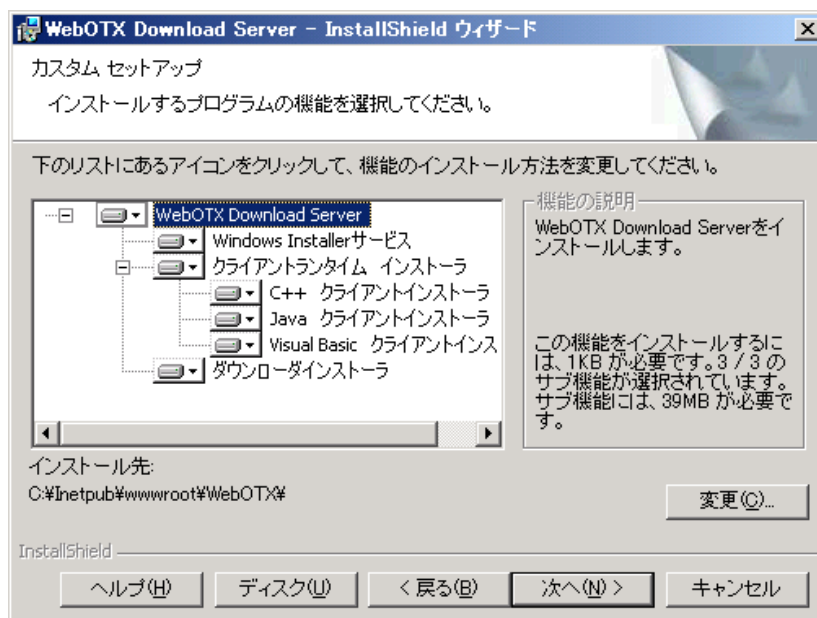 WebOTX Download Server - InstallShield ウィザード
カスタム セットアップ
インストールするプログラムの機能を選択してください。
下のリストにあるアイコンをクリックして、機能のインストール方法を変更してください。
WebOTX Download Server
Windows Installerサービス
クライアントランタイム インストーラ
C++ クライアントインストーラ
Java クライアントインストーラ
Visual Basic クライアントインス
ダウンローダインストーラ
機能の説明
WebOTX Download Serverをイ
ンストールします。
この機能をインストールするに
は、1KB が必要です。3 / 3 の
サブ機能が選択されています。
サブ機能には、39MB が必要で
す。
インストール先:
C:¥Inetpub¥wwwroot¥WebOTX¥
変更(C)...
InstallShield
ヘルプ(H) ディスク(U) < 戻る(B) 次へ(N) > キャンセル